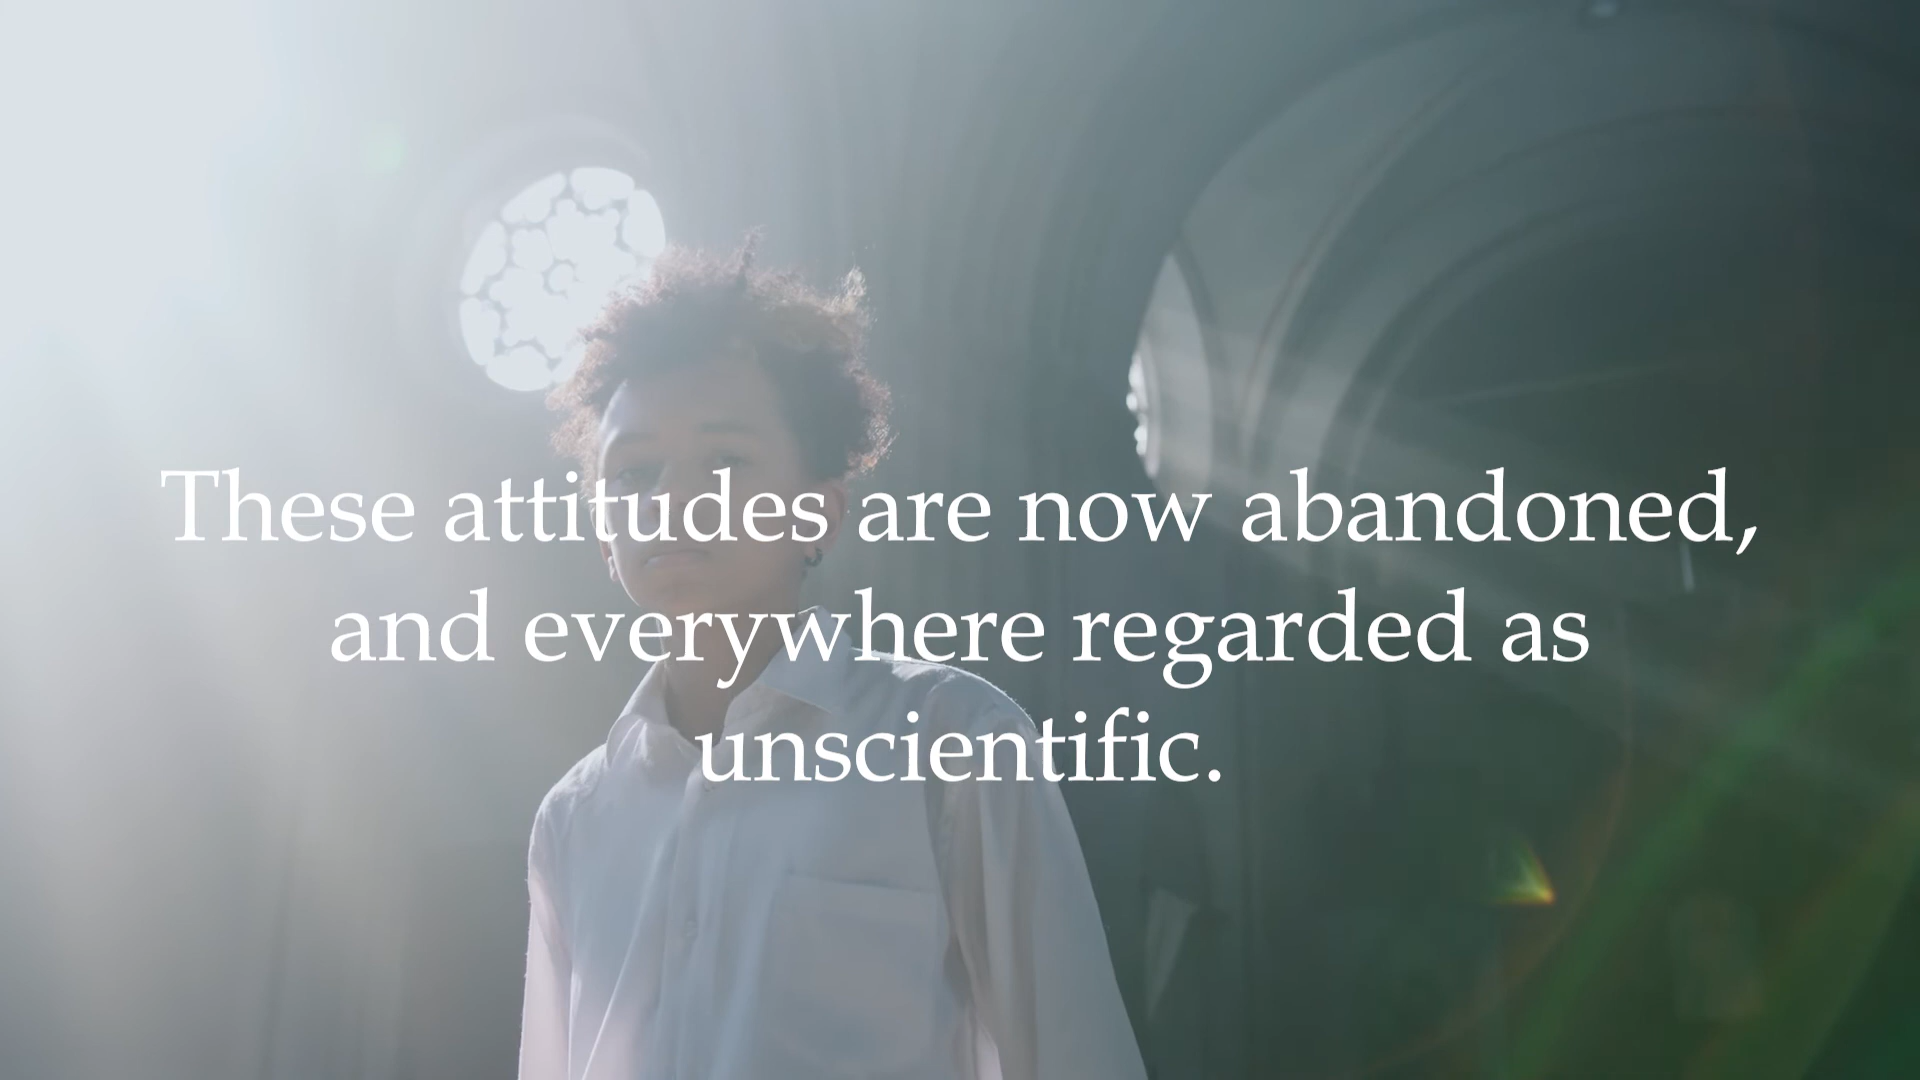 These attitudes are now abandoned,
and everywhere regarded as
unscientific.